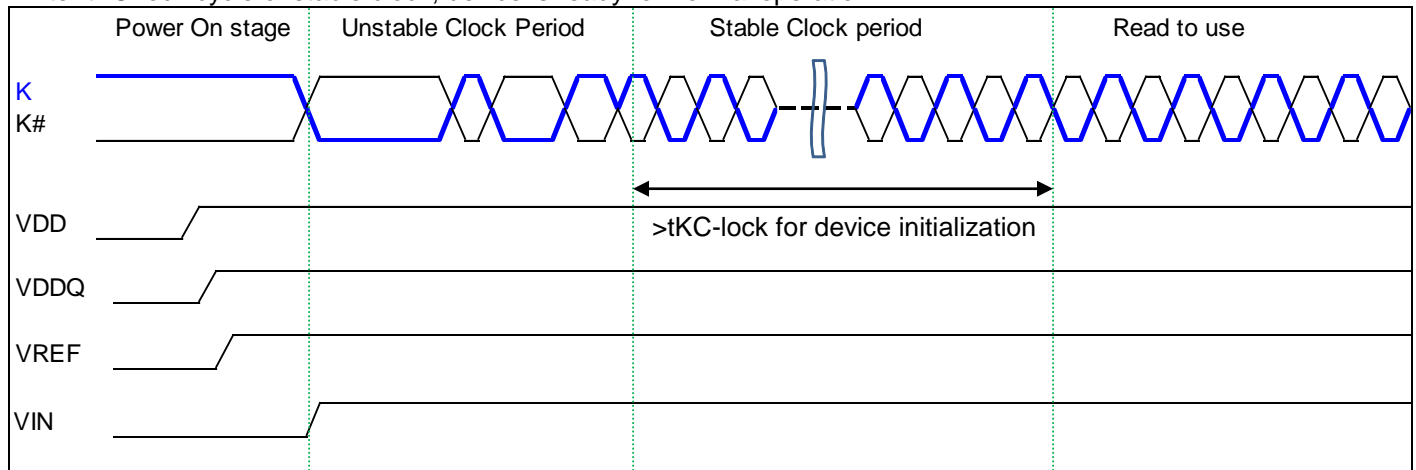 Power On stage Unstable Clock Period Stable Clock period Read to use
K
K#
VDD
>tKC-lock for device initialization
VDDQ
VREF
VIN